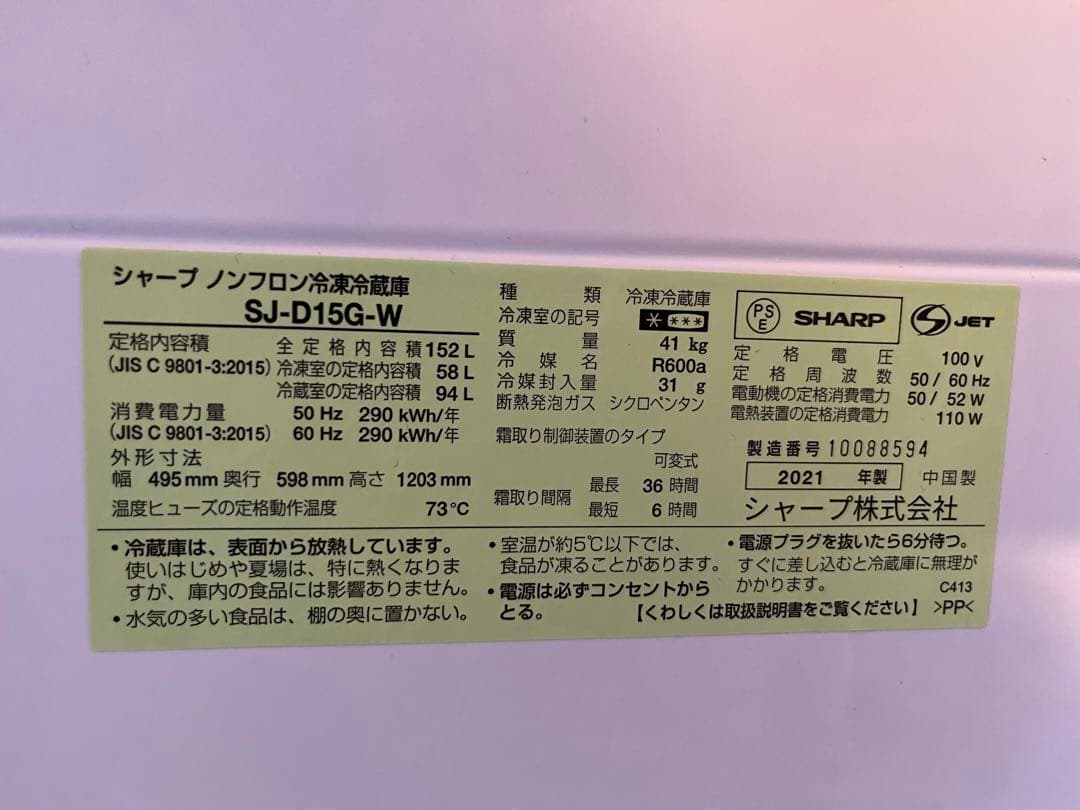 シャープ ノンフロン冷凍冷蔵庫
SJ-D15G-W
定格内容積
(JIS C 9801-3:2015)
全定格内容積 152 L
冷凍室の定格内容積 58 L
冷蔵室の定格内容積 94 L
消費電力量 50 Hz 290 kWh/年
(JIS C 9801-3:2015) 60 Hz 290 kWh/年
外形寸法
幅 495 mm 奥行 598 mm 高さ 1203 mm
温度ヒューズの定格動作温度 73℃
種類 冷凍冷蔵庫
冷凍室の記号 * ***
質量 41 kg
冷媒名 R600a
冷媒封入量 31 g
断熱発泡ガス シクロペンタン
霜取り制御装置のタイプ
可変式
霜取り間隔 最長 36 時間
最短 6 時間
PS
E
SHARP
S JET
定格電圧 100 V
定格周波数 50 / 60 Hz
電動機の定格消費電力 50 / 52 W
電熱装置の定格消費電力 110 W
製造番号 10088594
2021 年製 中国製
シャープ株式会社
・冷蔵庫は、表面から放熱しています。
使いはじめや夏場は、特に熱くなりま
すが、庫内の食品には影響ありません。
・水気の多い食品は、棚の奥に置かない。
・室温が約5℃以下では、
食品が凍ることがあります。
・電源は必ずコンセントから
とる。
・電源プラグを抜いたら6分待つ。
すぐに差し込むと冷蔵庫に無理が
かかります。
C413
【くわしくは取扱説明書をご覧ください】 >PP<